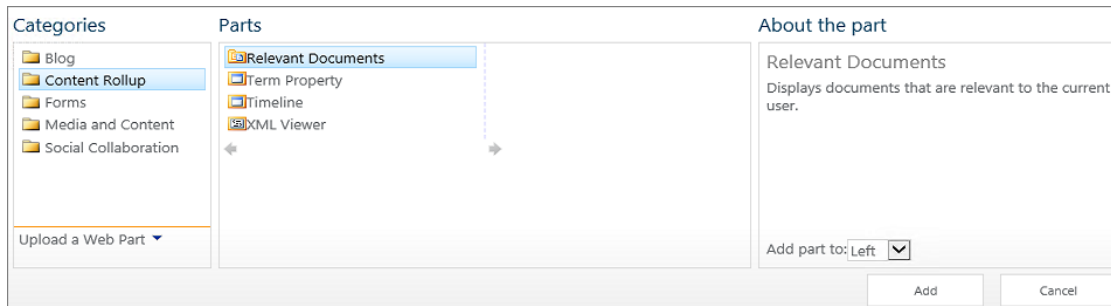 Categories
Parts
About the part
Blog
Content Rollup
Forms
Media and Content
Social Collaboration
Upload a Web Part
Relevant Documents
Term Property
Timeline
XML Viewer
Relevant Documents
Displays documents that are relevant to the current
user.
Add part to: Left
Add
Cancel